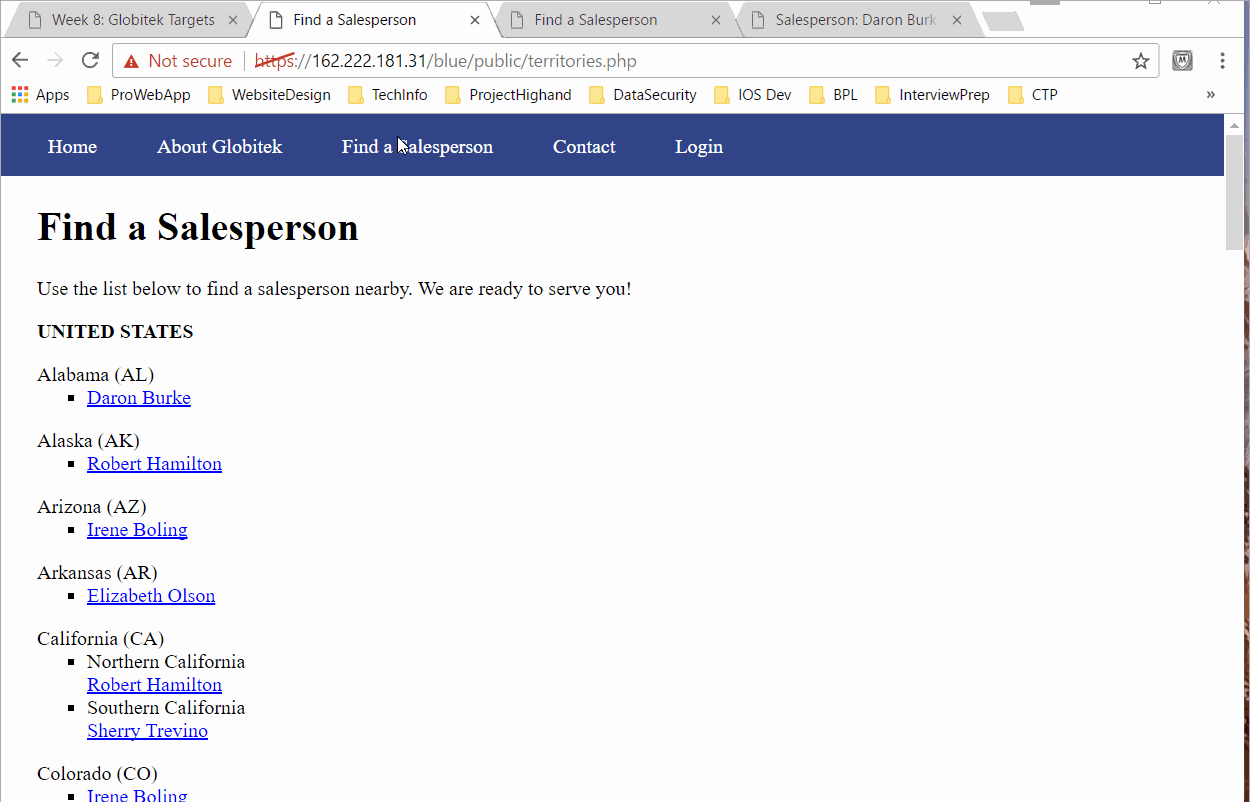 Week 8: Globitek Targets
Find a Salesperson
Find a Salesperson
Salesperson: Daron Burk
Not secure https://162.222.181.31/blue/public/territories.php
Apps ProWebApp WebsiteDesign TechInfo ProjectHighand DataSecurity IOS Dev BPL InterviewPrep CTP »
Home About Globitek Find a Salesperson Contact Login
Find a Salesperson
Use the list below to find a salesperson nearby. We are ready to serve you!
UNITED STATES
Alabama (AL)
Daron Burke
Alaska (AK)
Robert Hamilton
Arizona (AZ)
Irene Boling
Arkansas (AR)
Elizabeth Olson
California (CA)
Northern California
Robert Hamilton
Southern California
Sherry Trevino
Colorado (CO)
Irene Boling